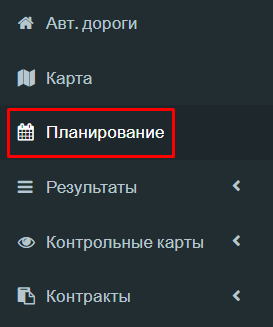 Авт. дороги
Карта
Планирование
Результаты
Контрольные карты
Контракты